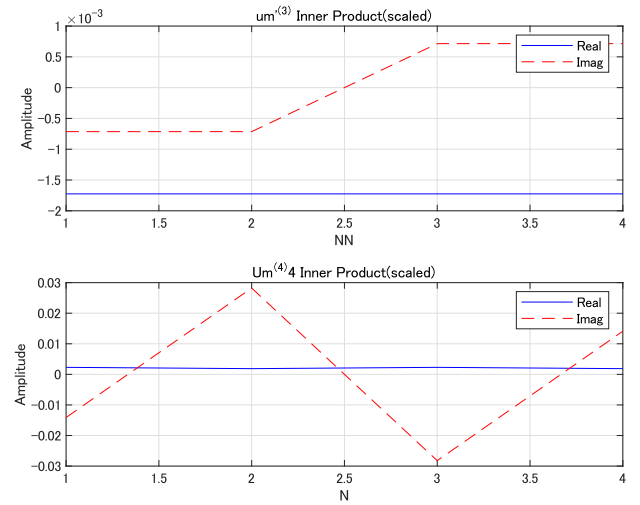 um'(3) Inner Product(scaled)
×10−3
1
0.5
0
−0.5
−1
−1.5
−2
Amplitude
Real
Imag
1 1.5 2 2.5 3 3.5 4
NN
Um(4)4 Inner Product(scaled)
0.03
0.02
0.01
0
−0.01
−0.02
−0.03
Amplitude
Real
Imag
1 1.5 2 2.5 3 3.5 4
N